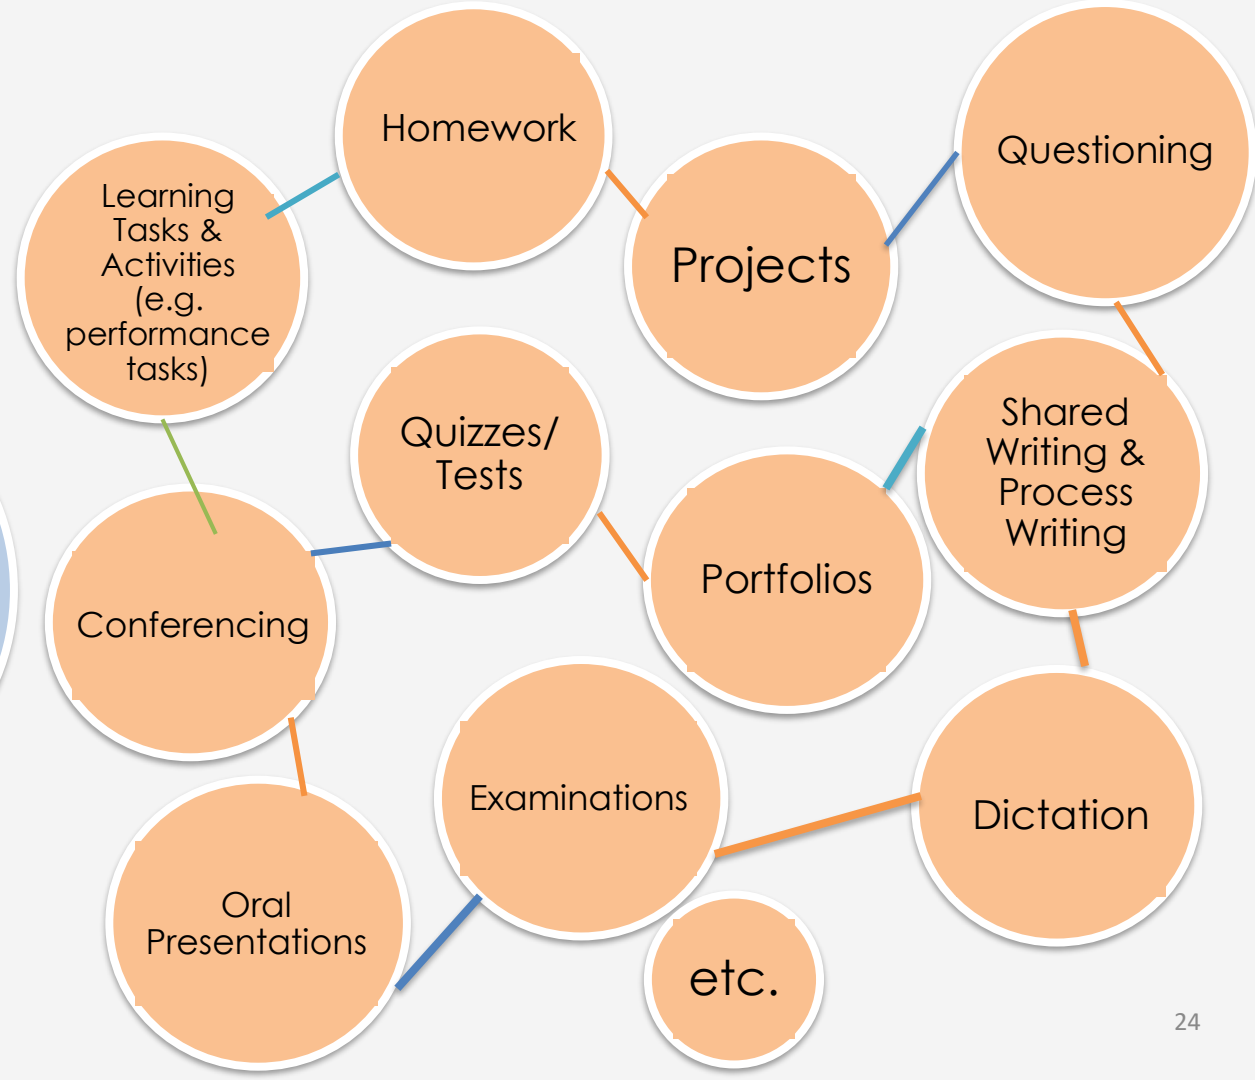 Homework
Questioning
Learning
Tasks &
Activities
(e.g.
performance
tasks)
Projects
Quizzes/
Tests
Shared
Writing &
Process
Writing
Portfolios
Conferencing
Examinations
Dictation
Oral
Presentations
etc.
24